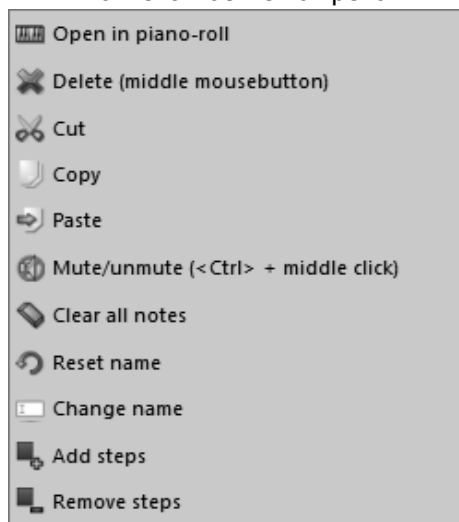 Open in piano-roll
Delete (middle mousebutton)
Cut
Copy
Paste
Mute/unmute (<Ctrl> + middle click)
Clear all notes
Reset name
Change name
Add steps
Remove steps